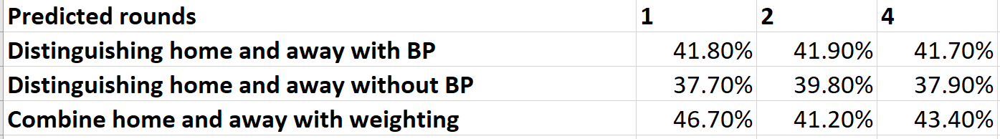 Predicted rounds 1 2 4
Distinguishing home and away with BP 41.80% 41.90% 41.70%
Distinguishing home and away without BP 37.70% 39.80% 37.90%
Combine home and away with weighting 46.70% 41.20% 43.40%